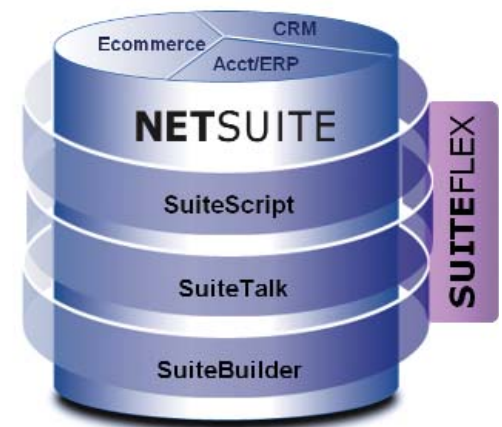 Ecommerce
CRM
Acct/ERP
NETSUITE
SuiteScript
SuiteTalk
SuiteBuilder
SUITEFLEX